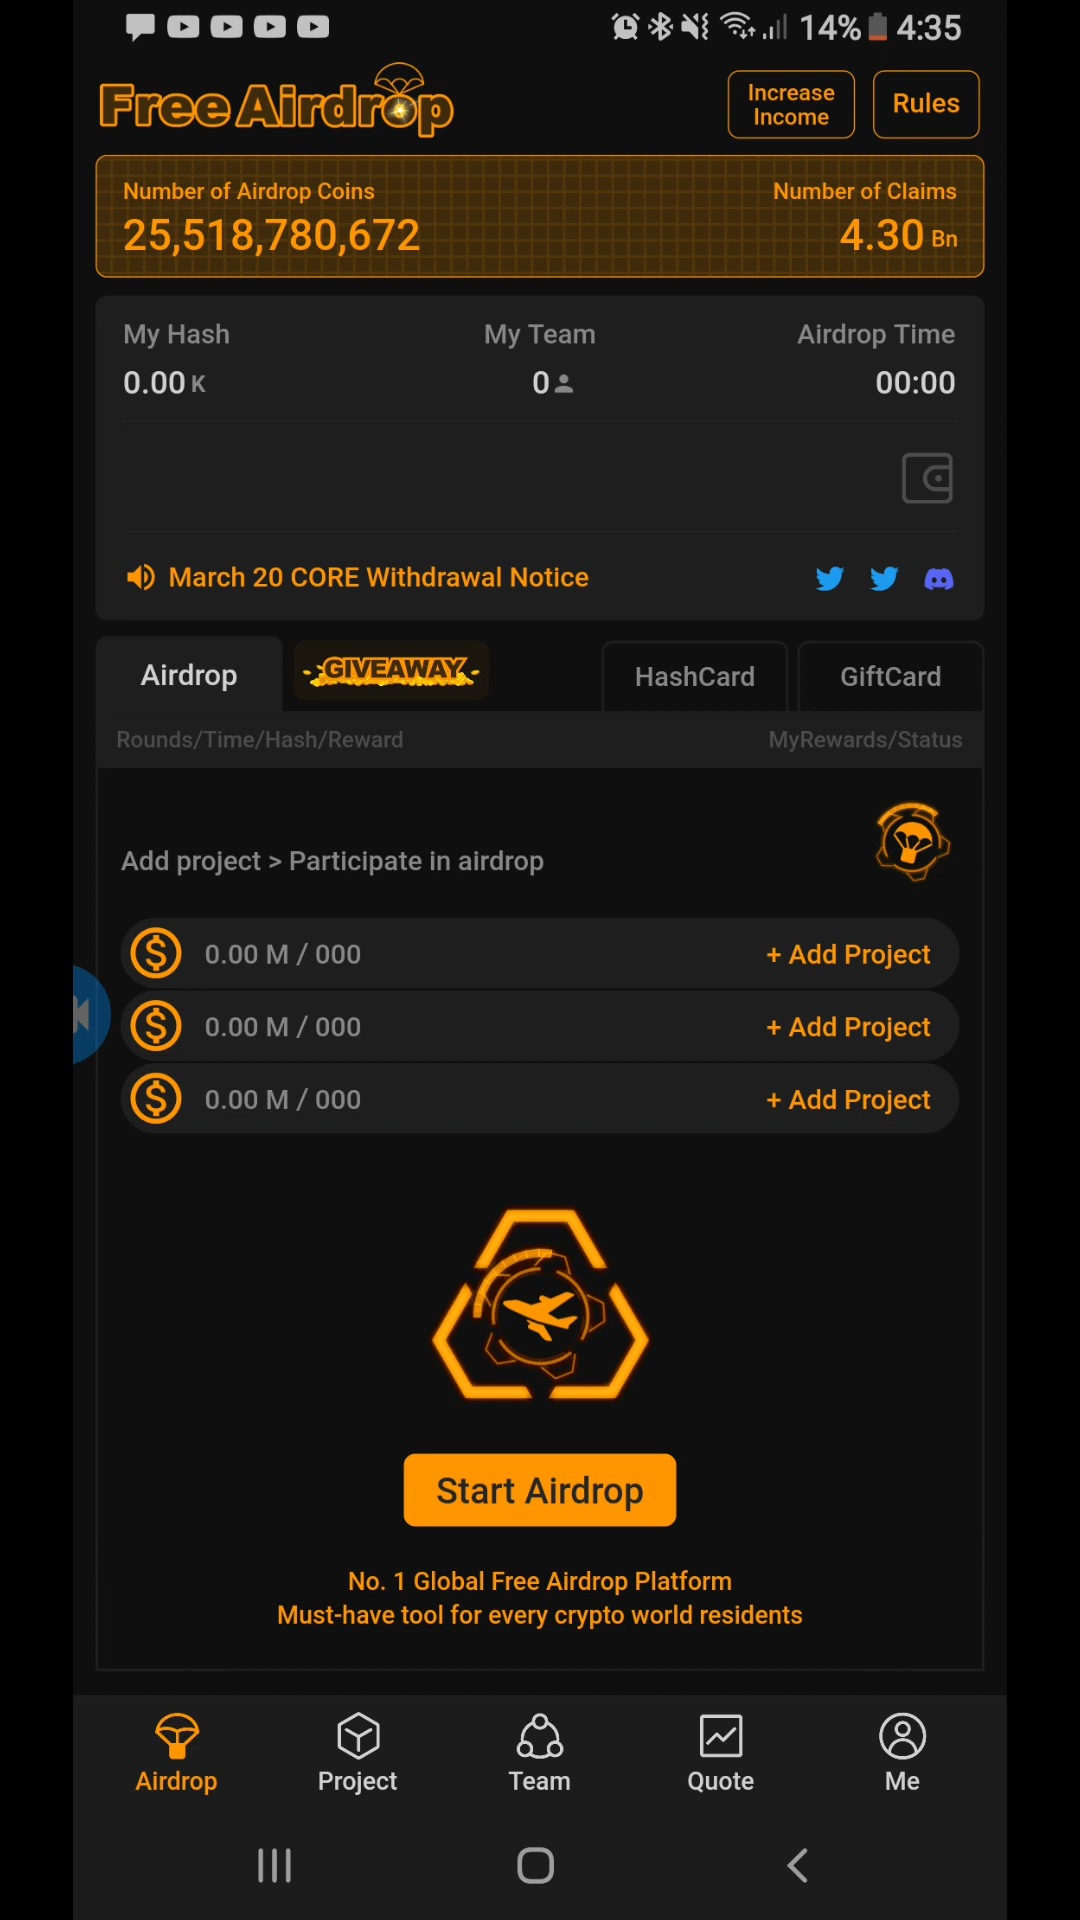 14% 4:35
Free Airdrop
Increase Income
Rules
Number of Airdrop Coins
Number of Claims
25,518,780,672
4.30 Bn
My Hash
My Team
Airdrop Time
0.00 K
0
00:00
March 20 CORE Withdrawal Notice
Airdrop
GIVEAWAY
HashCard
GiftCard
Rounds/Time/Hash/Reward
MyRewards/Status
Add project > Participate in airdrop
0.00 M / 000
+ Add Project
0.00 M / 000
+ Add Project
0.00 M / 000
+ Add Project
Start Airdrop
No. 1 Global Free Airdrop Platform
Must-have tool for every crypto world residents
Airdrop
Project
Team
Quote
Me